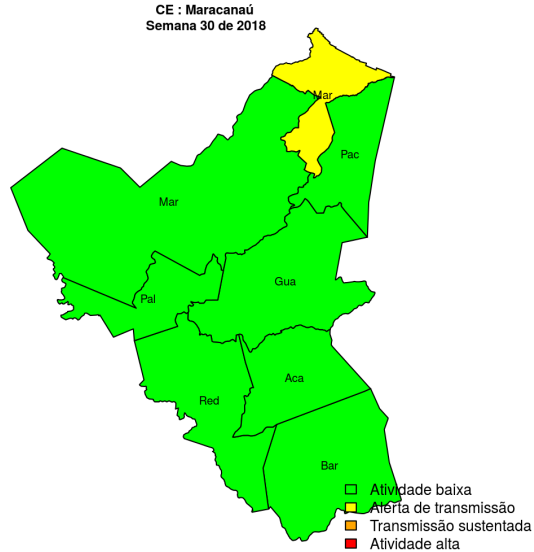 CE : Maracanaú
Semana 30 de 2018
Mar
Pac
Mar
Gua
Pal
Aca
Red
Bar
Atividade baixa
Alerta de transmissão
Transmissão sustentada
Atividade alta